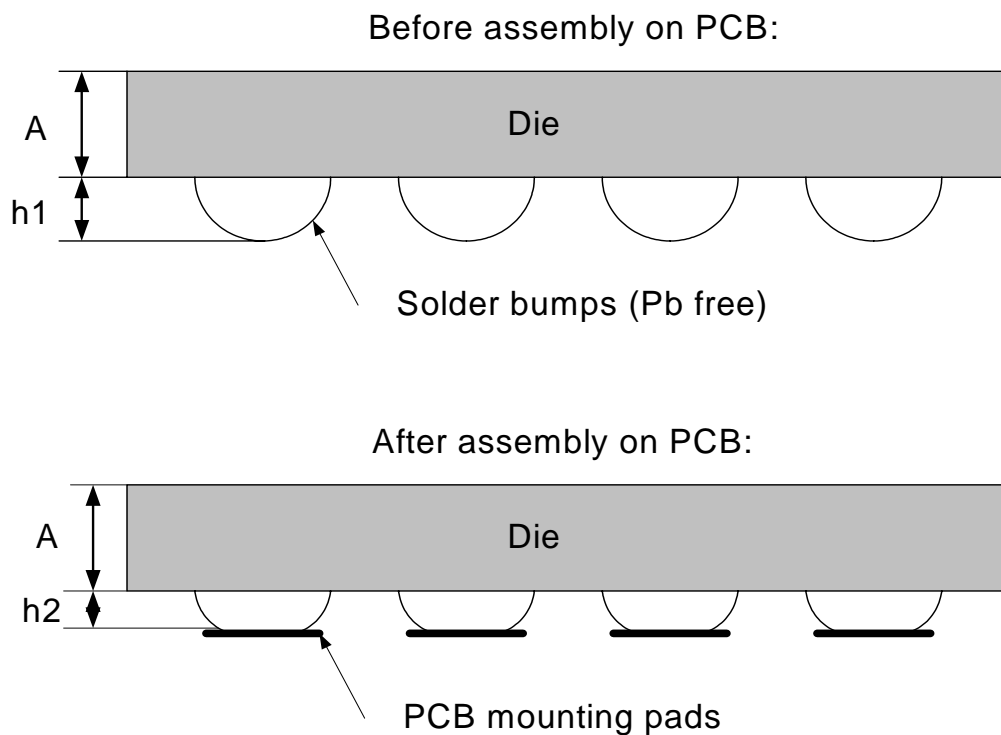 Before assembly on PCB:
A
Die
h1
Solder bumps (Pb free)
After assembly on PCB:
A
Die
h2
PCB mounting pads